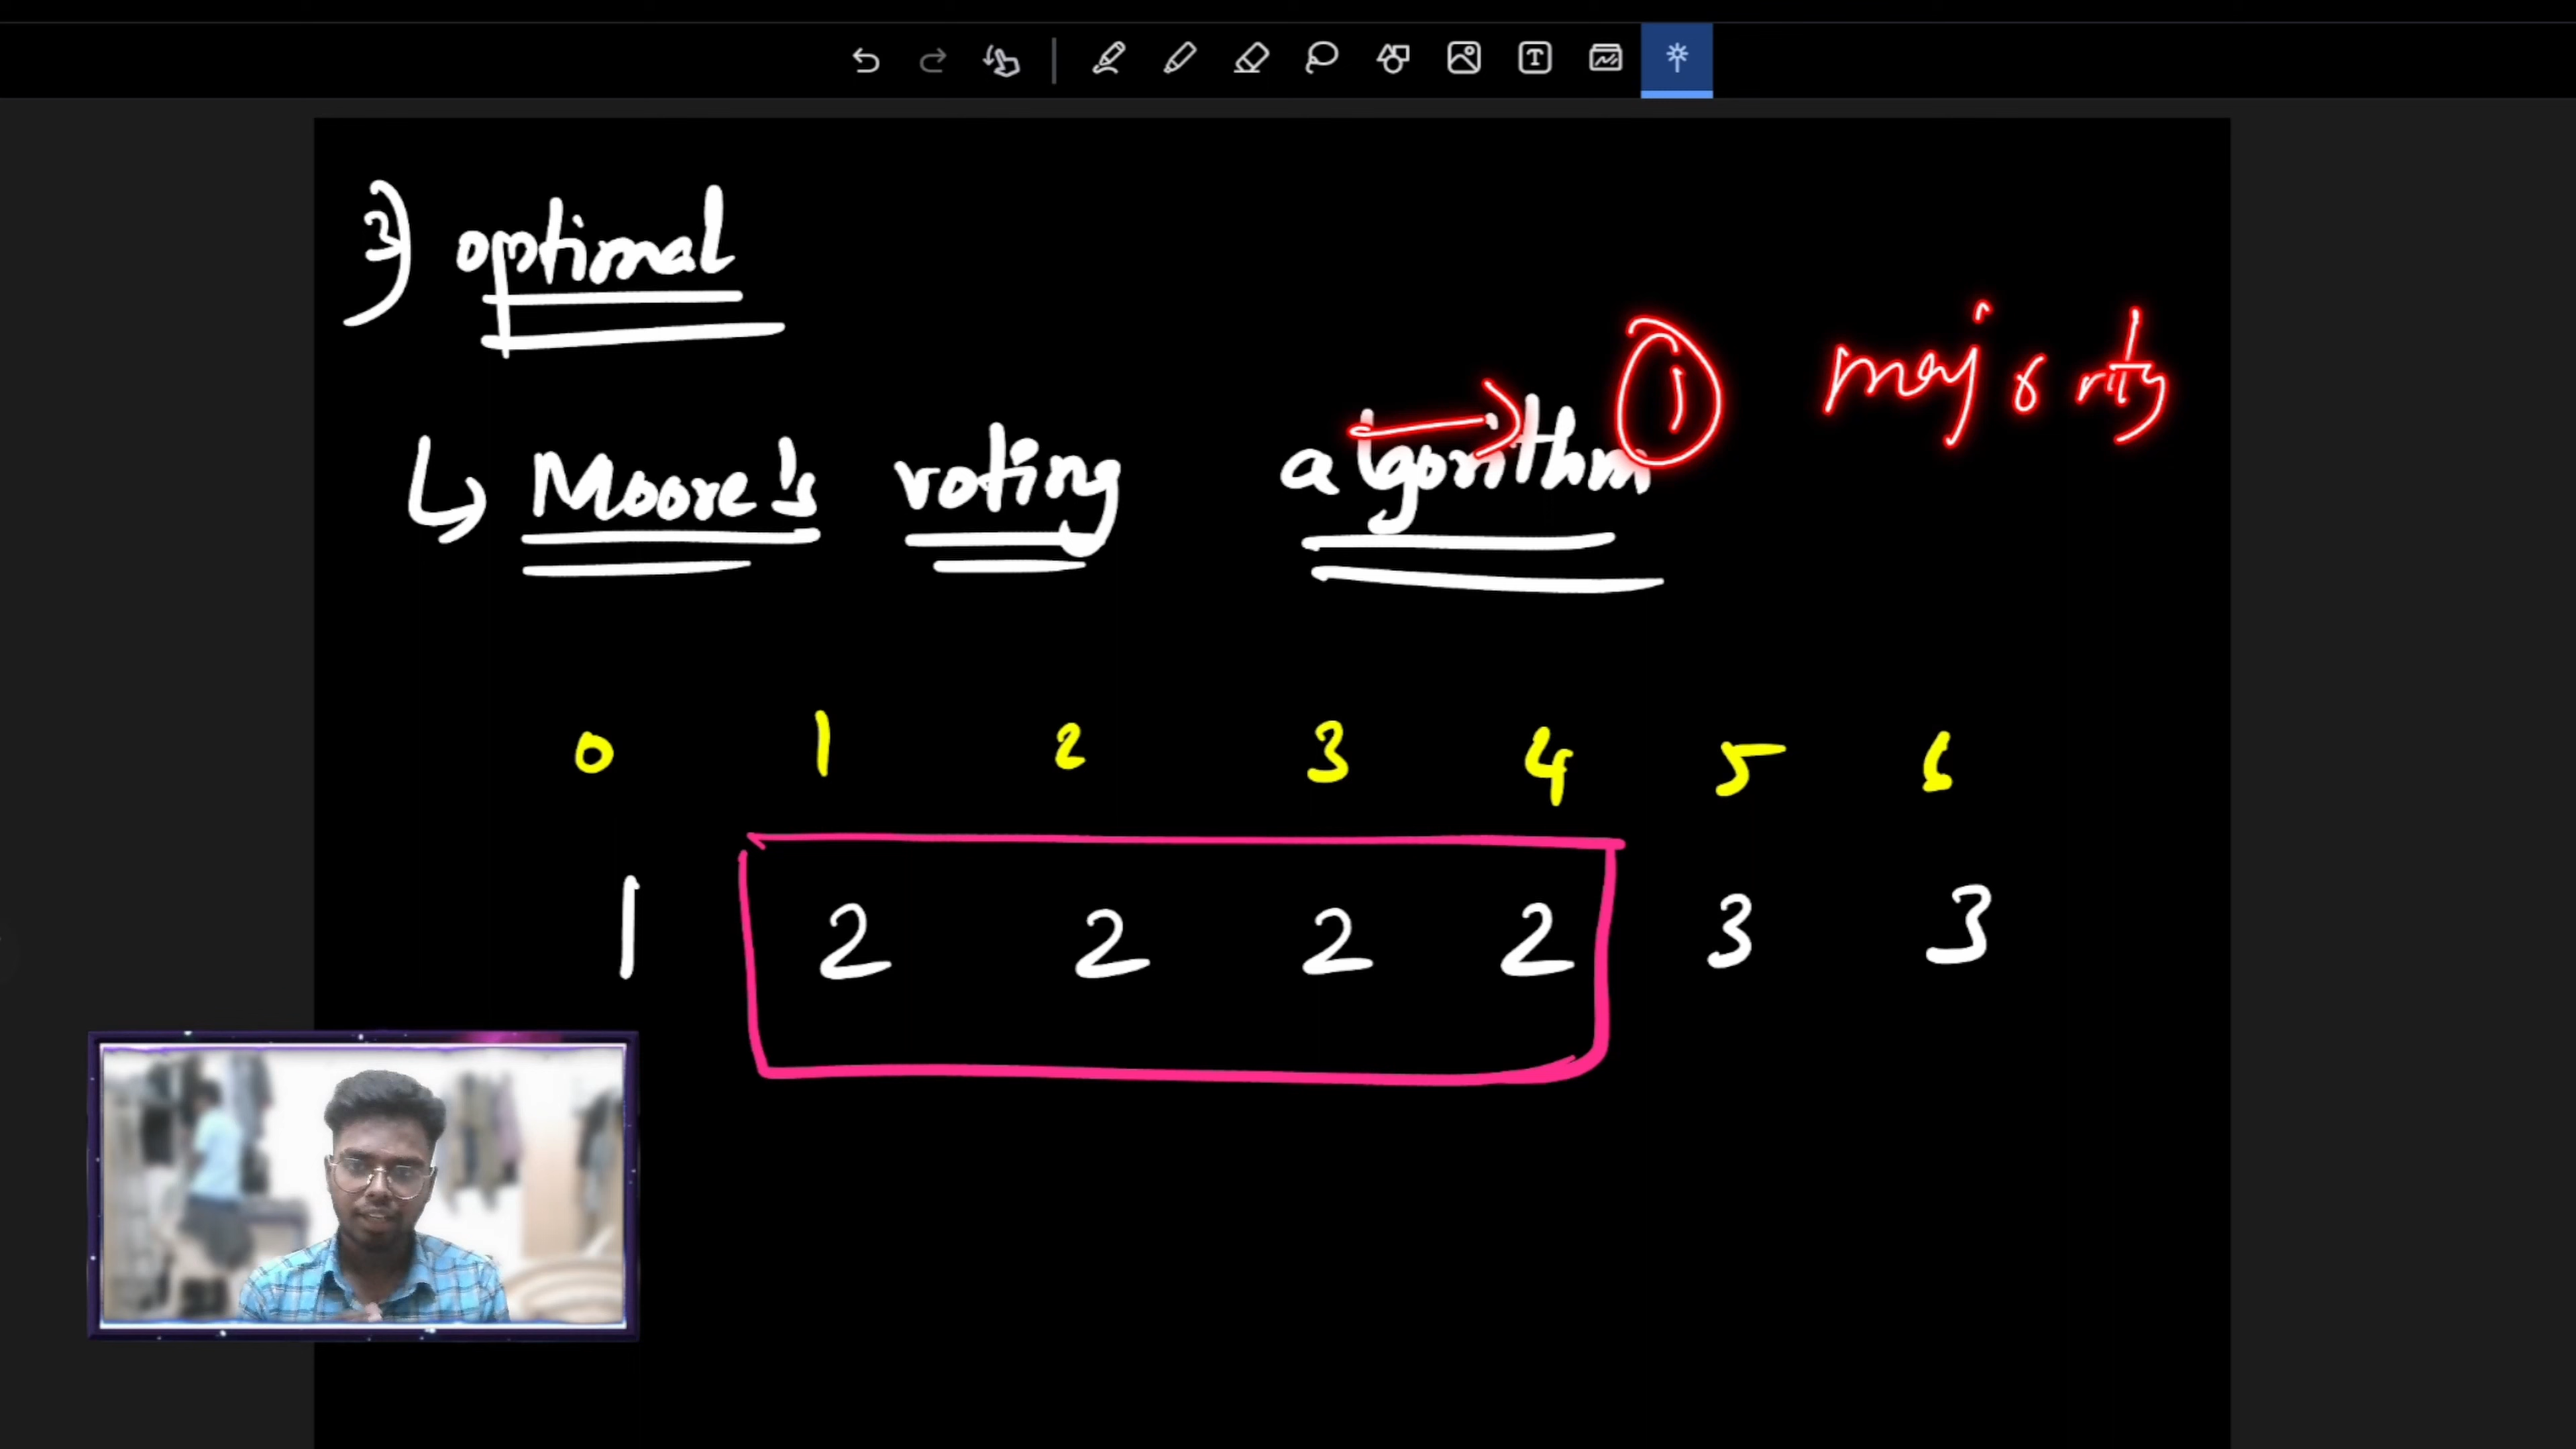 3) optimal
① majority
↳ Moore's voting algorithm
0 1 2 3 4 5 6
1 2 2 2 2 3 3